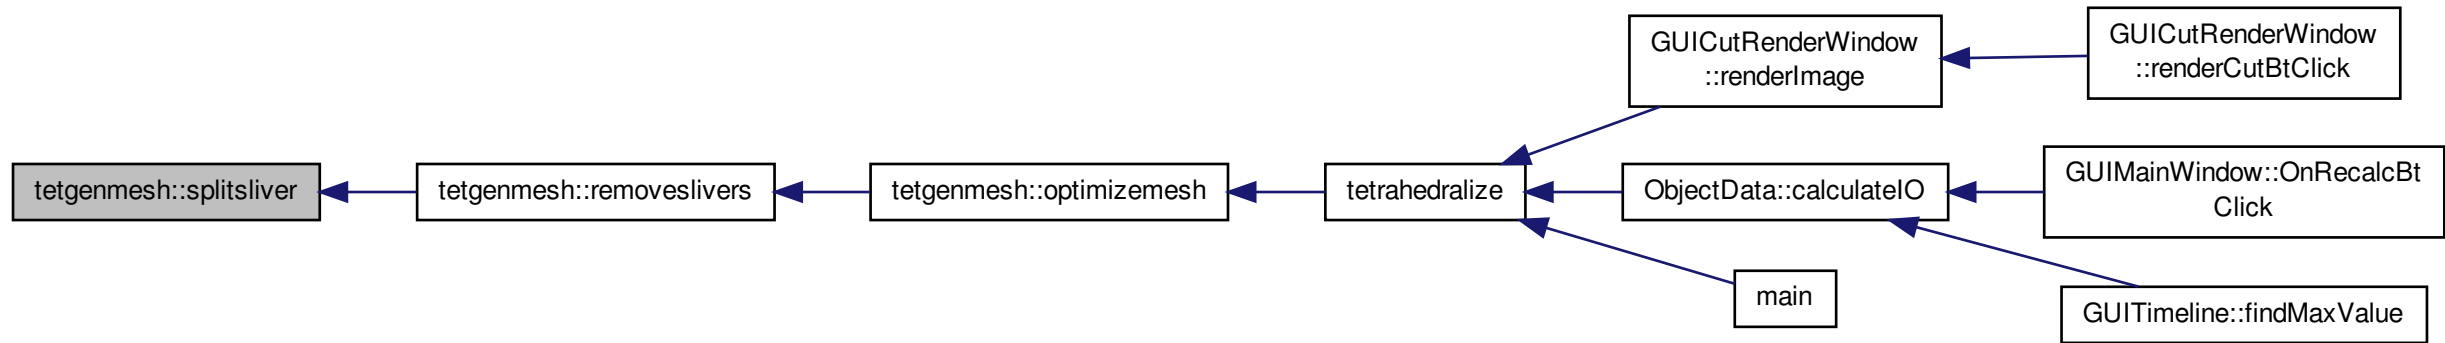 tetgenmesh::splitsliver
tetgenmesh::removeslivers
tetgenmesh::optimizemesh
tetrahedralize
GUICutRenderWindow
::renderImage
GUICutRenderWindow
::renderCutBtClick
ObjectData::calculateIO
GUIMainWindow::OnRecalcBt
Click
GUITimeline::findMaxValue
main